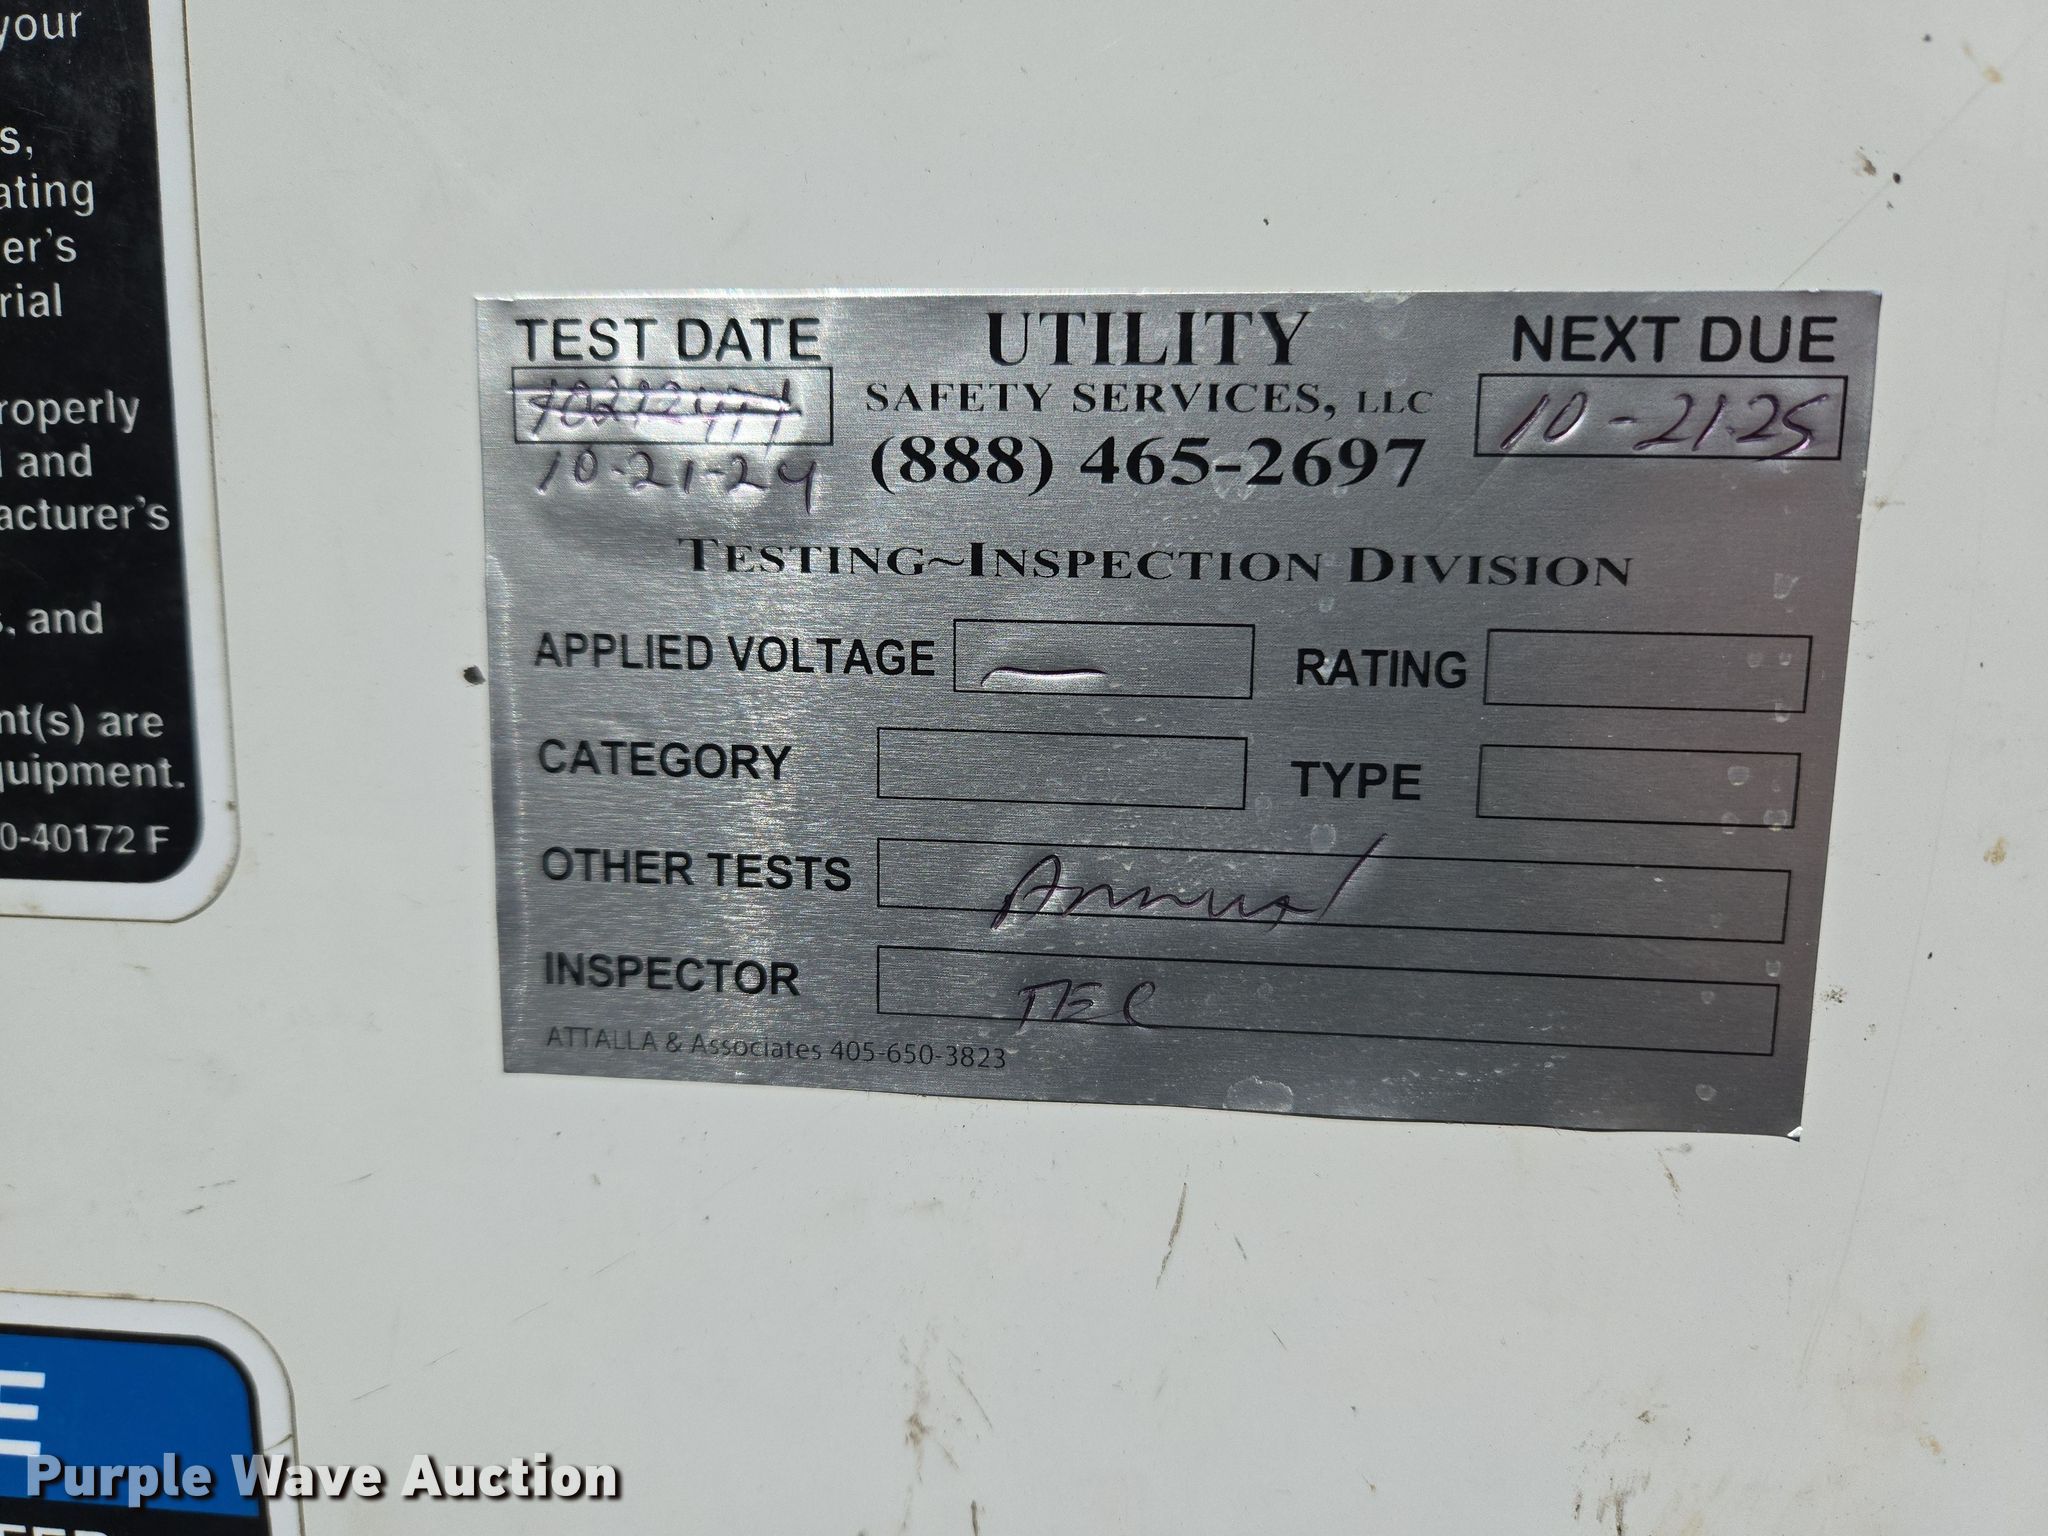 your
s,
ating
er's
rial
roperly
and
acturer's
s, and
nt(s) are
quipment.
0-40172 F
TEST DATE
10-21-24
UTILITY
SAFETY SERVICES, LLC
(888) 465-2697
NEXT DUE
10-21-25
TESTING~INSPECTION DIVISION
APPLIED VOLTAGE — RATING
CATEGORY TYPE
OTHER TESTS Annual
INSPECTOR TEC
ATTALLA & Associates 405-650-3823
E
Purple Wave Auction